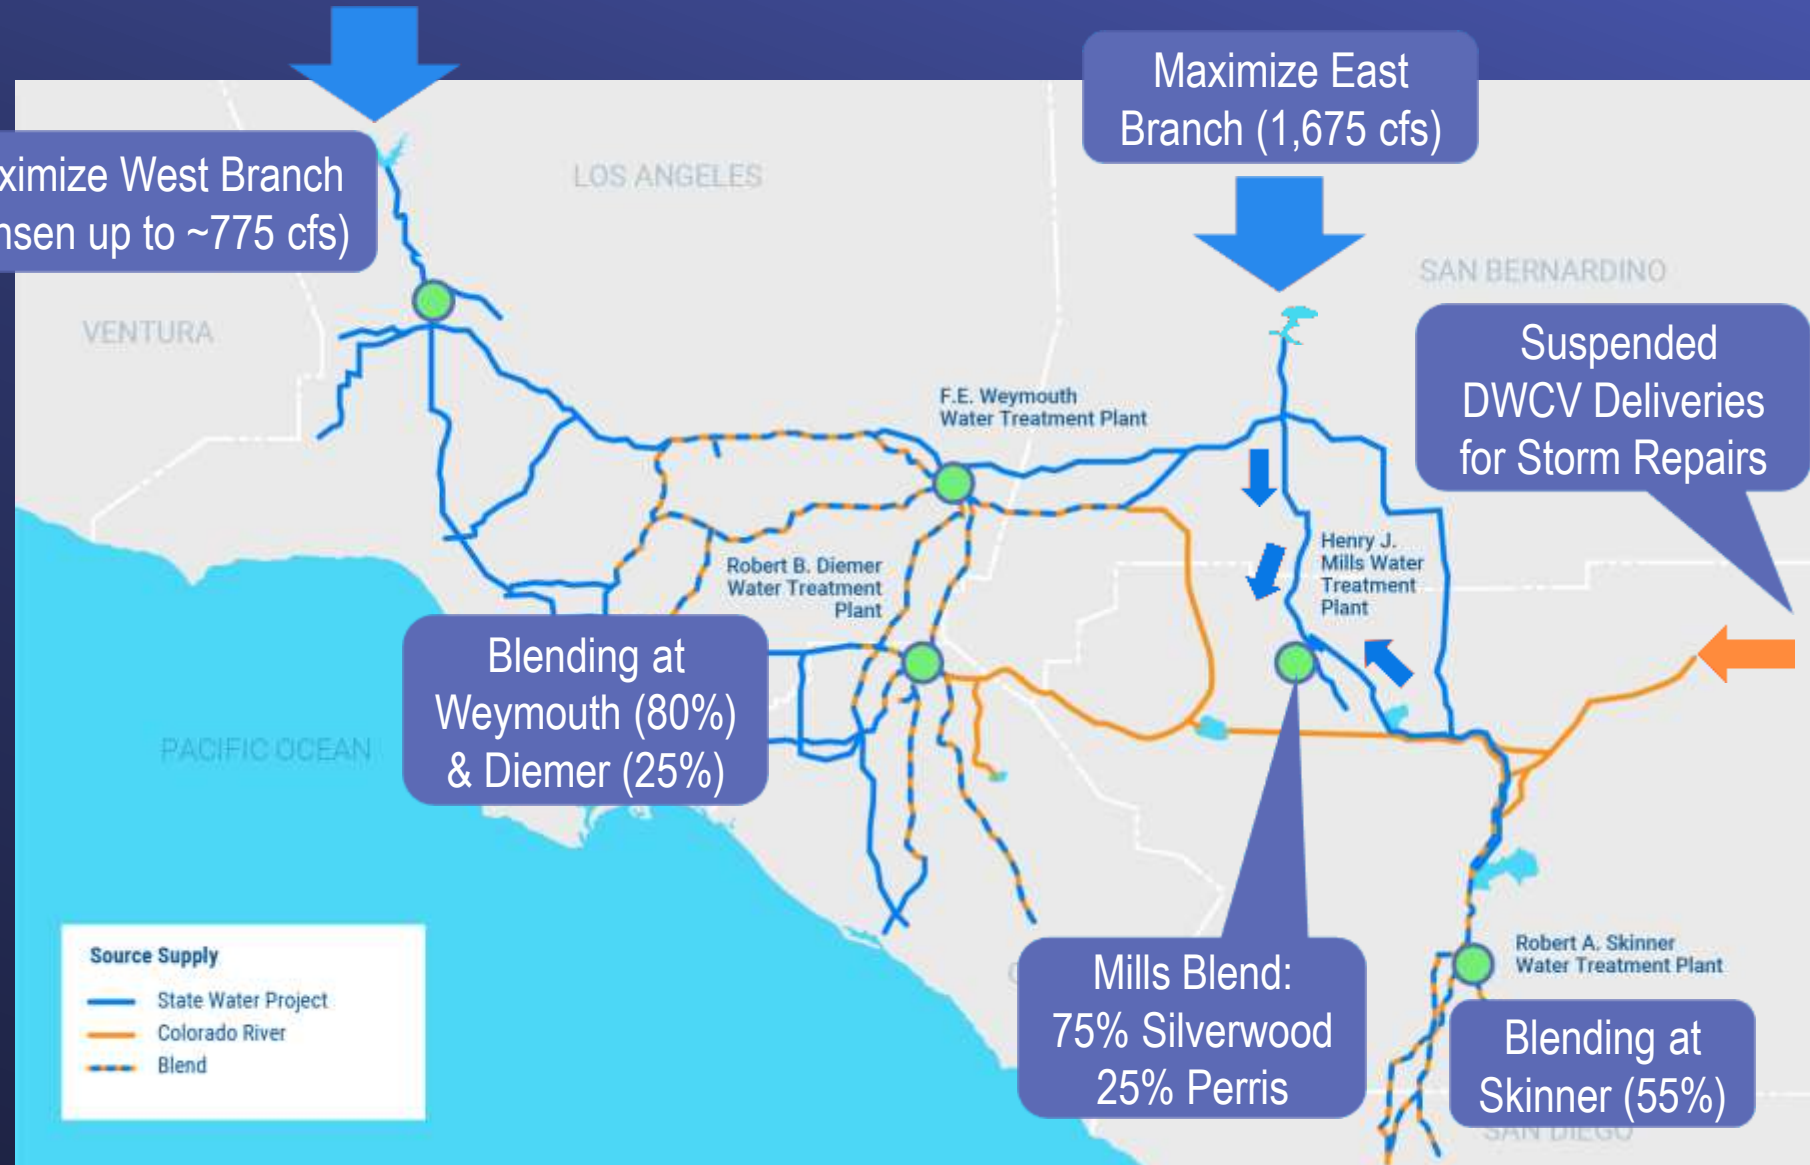 Maximize East
Branch (1,675 cfs)
ximize West Branch
nsen up to ~775 cfs)
LOS ANGELES
VENTURA
SAN BERNARDINO
Suspended
DWCV Deliveries
for Storm Repairs
F.E. Weymouth
Water Treatment Plant
Henry J.
Mills Water
Treatment
Plant
Robert B. Diemer
Water Treatment
Plant
Blending at
Weymouth (80%)
& Diemer (25%)
PACIFIC OCEAN
Source Supply
State Water Project
Colorado River
Blend
Mills Blend:
75% Silverwood
25% Perris
Robert A. Skinner
Water Treatment Plant
Blending at
Skinner (55%)
SAN DIEGO